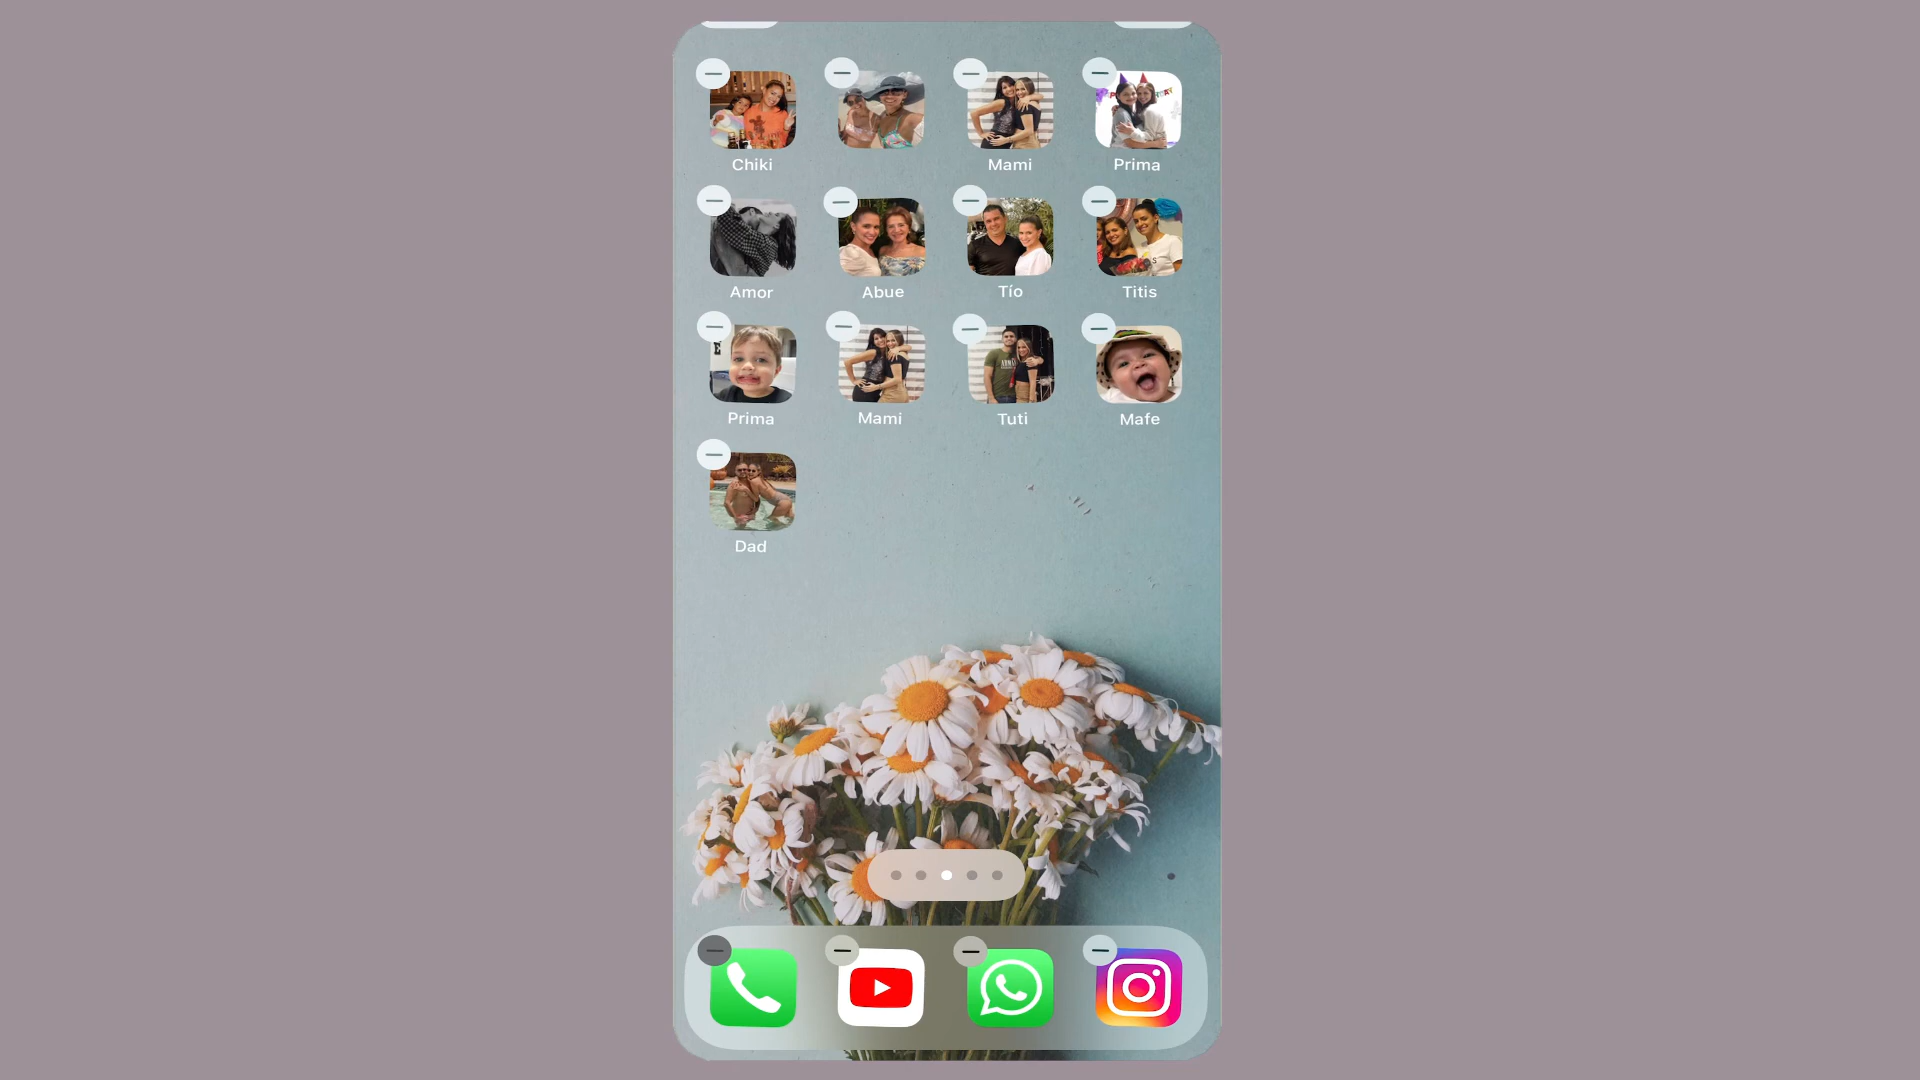 Chiki
Mami
Prima
Amor
Abue
Tío
Titis
Prima
Mami
Tuti
Mafe
Dad